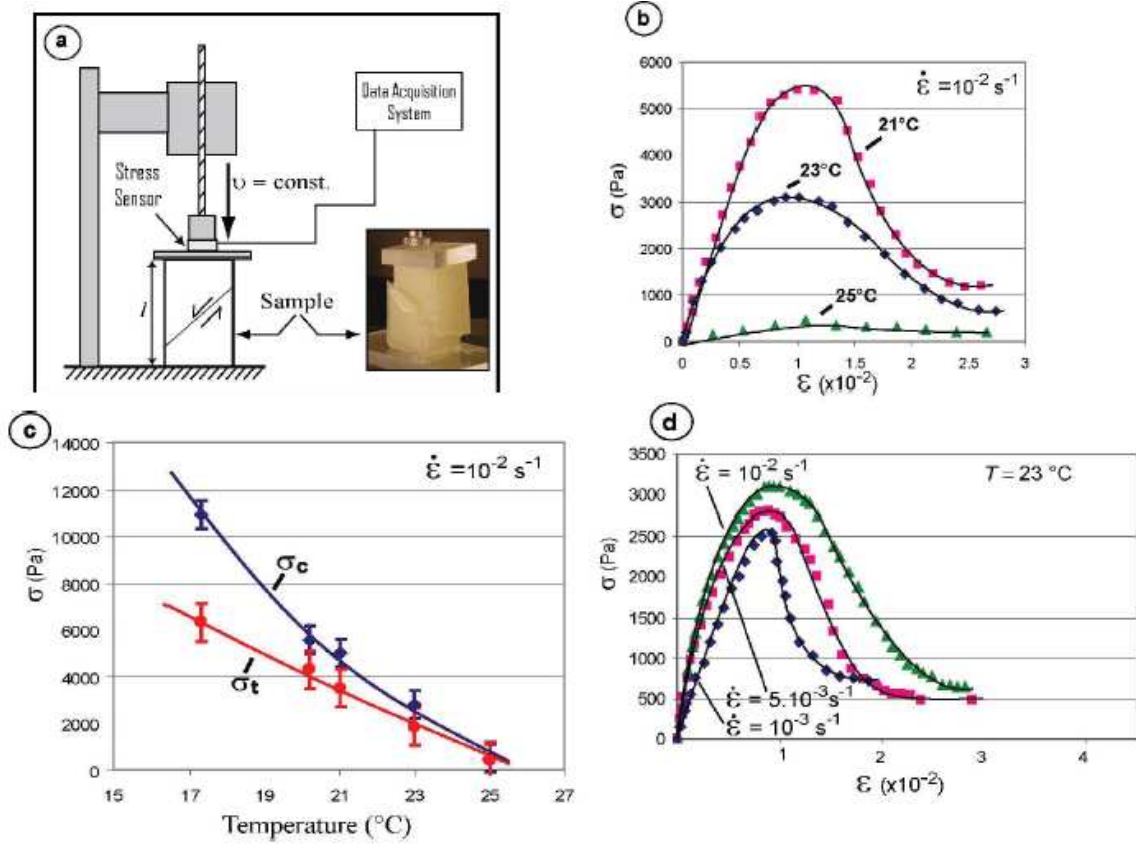 a
Data Acquisition
System
Stress
Sensor
υ = const.
l
Sample
b
σ (Pa)
6000
5000
4000
3000
2000
1000
0
ε̇ =10⁻² s⁻¹
21°C
23°C
25°C
0 0.5 1 1.5 2 2.5 3
ε (x10⁻²)
c
σ (Pa)
14000
12000
10000
8000
6000
4000
2000
0
ε̇ =10⁻² s⁻¹
σc
σt
15 17 19 21 23 25 27
Temperature (°C)
d
σ (Pa)
3500
3000
2500
2000
1500
1000
500
0
ε̇ = 10⁻² s⁻¹
T = 23 °C
ε̇ = 5.10⁻³s⁻¹
ε̇ = 10⁻³ s⁻¹
1 2 3 4
ε (x10⁻²)